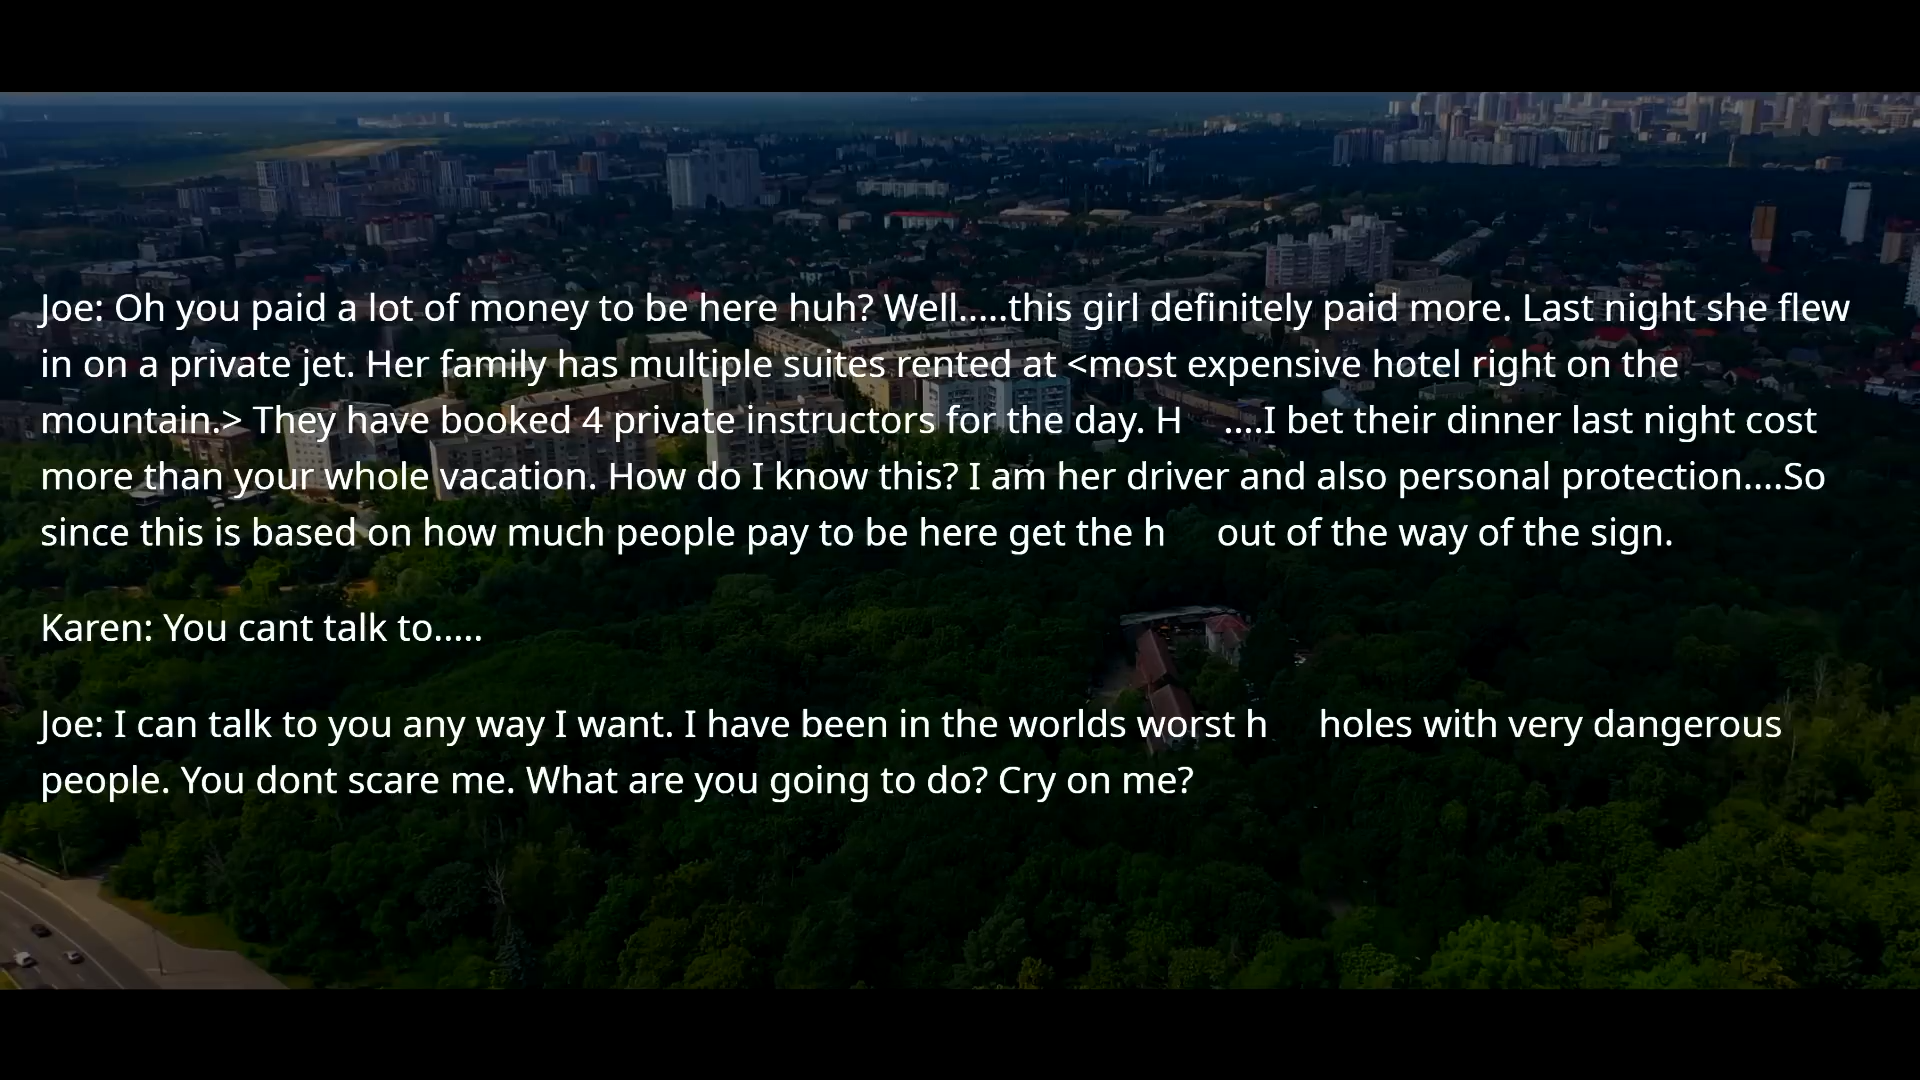 Joe: Oh you paid a lot of money to be here huh? Well.....this girl definitely paid more. Last night she flew
in on a private jet. Her family has multiple suites rented at <most expensive hotel right on the
mountain.> They have booked 4 private instructors for the day. H ....I bet their dinner last night cost
more than your whole vacation. How do I know this? I am her driver and also personal protection....So
since this is based on how much people pay to be here get the h out of the way of the sign.
Karen: You cant talk to.....
Joe: I can talk to you any way I want. I have been in the worlds worst h holes with very dangerous
people. You dont scare me. What are you going to do? Cry on me?